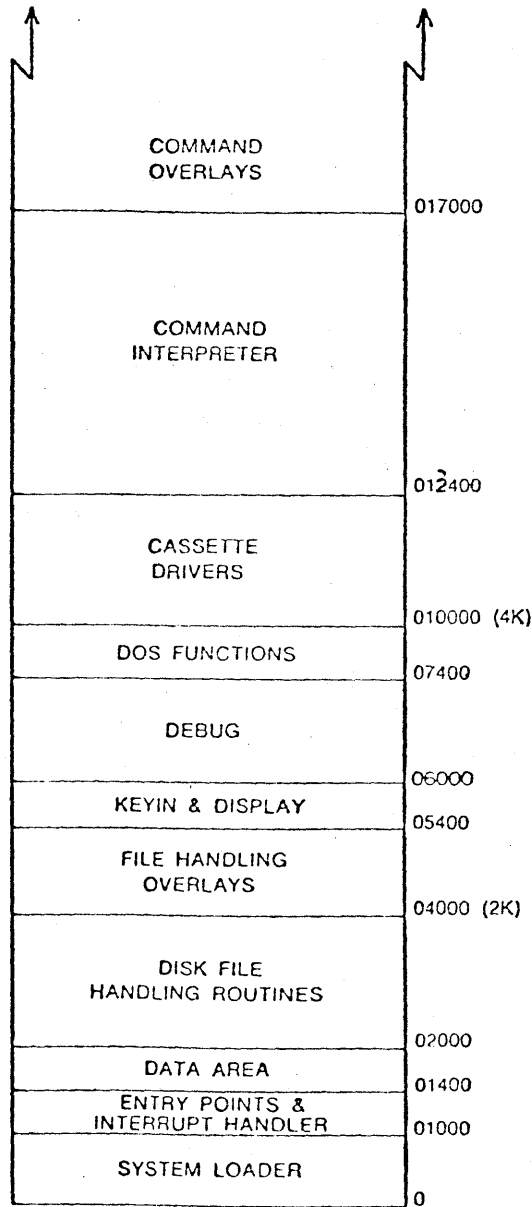 COMMAND
OVERLAYS
017000
COMMAND
INTERPRETER
012400
CASSETTE
DRIVERS
010000 (4K)
DOS FUNCTIONS
07400
DEBUG
06000
KEYIN & DISPLAY
05400
FILE HANDLING
OVERLAYS
04000 (2K)
DISK FILE
HANDLING ROUTINES
02000
DATA AREA
01400
ENTRY POINTS &
INTERRUPT HANDLER
01000
SYSTEM LOADER
0